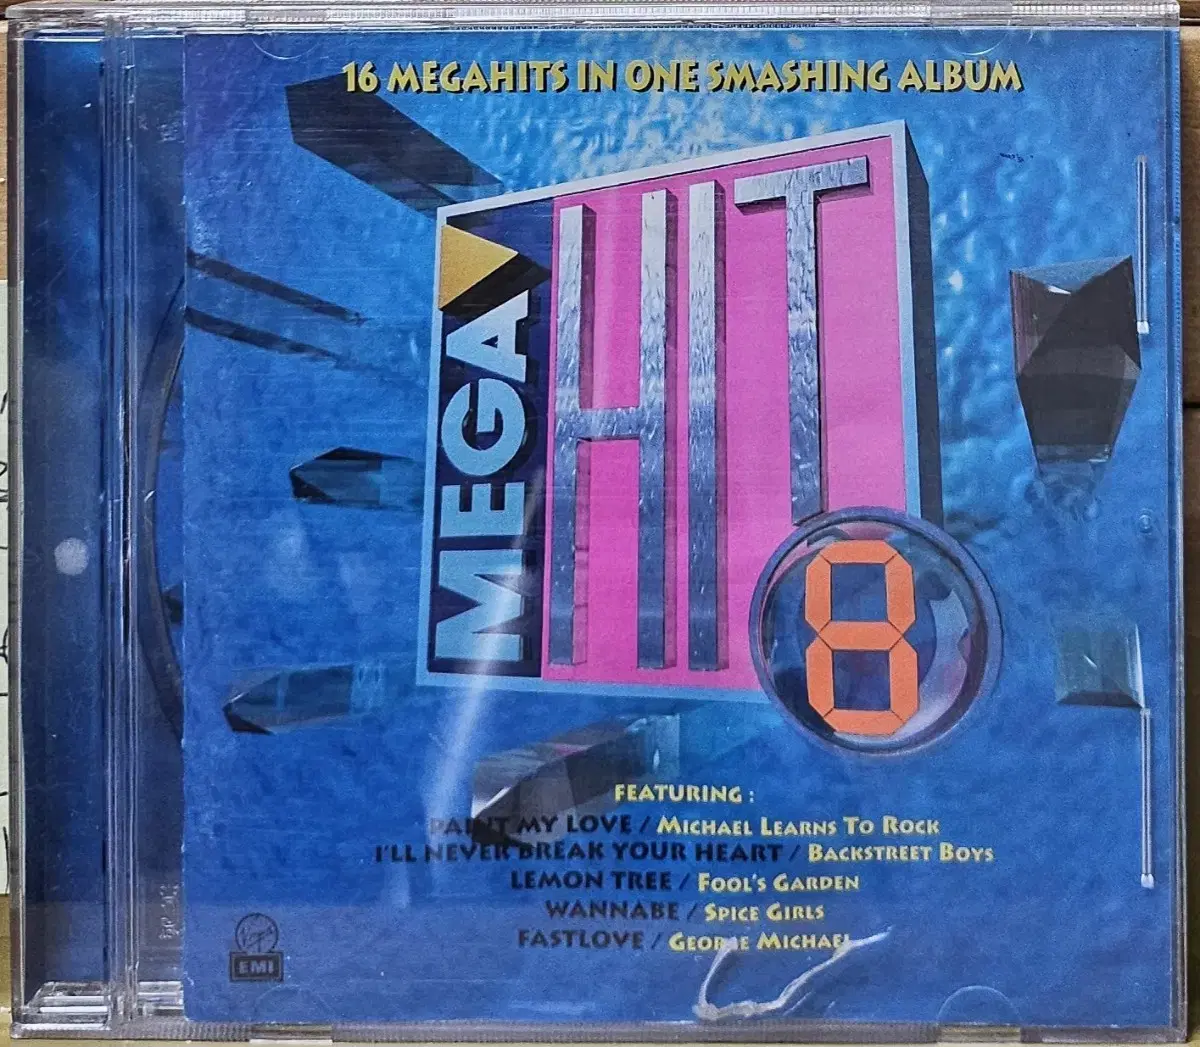 16 MEGAHITS IN ONE SMASHING ALBUM
MEGA
HIT
8
FEATURING :
PAINT MY LOVE / MICHAEL LEARNS TO ROCK
I'LL NEVER BREAK YOUR HEART / BACKSTREET BOYS
LEMON TREE / FOOL'S GARDEN
WANNABE / SPICE GIRLS
FASTLOVE / GEORGE MICHAEL
Virgin
EMI